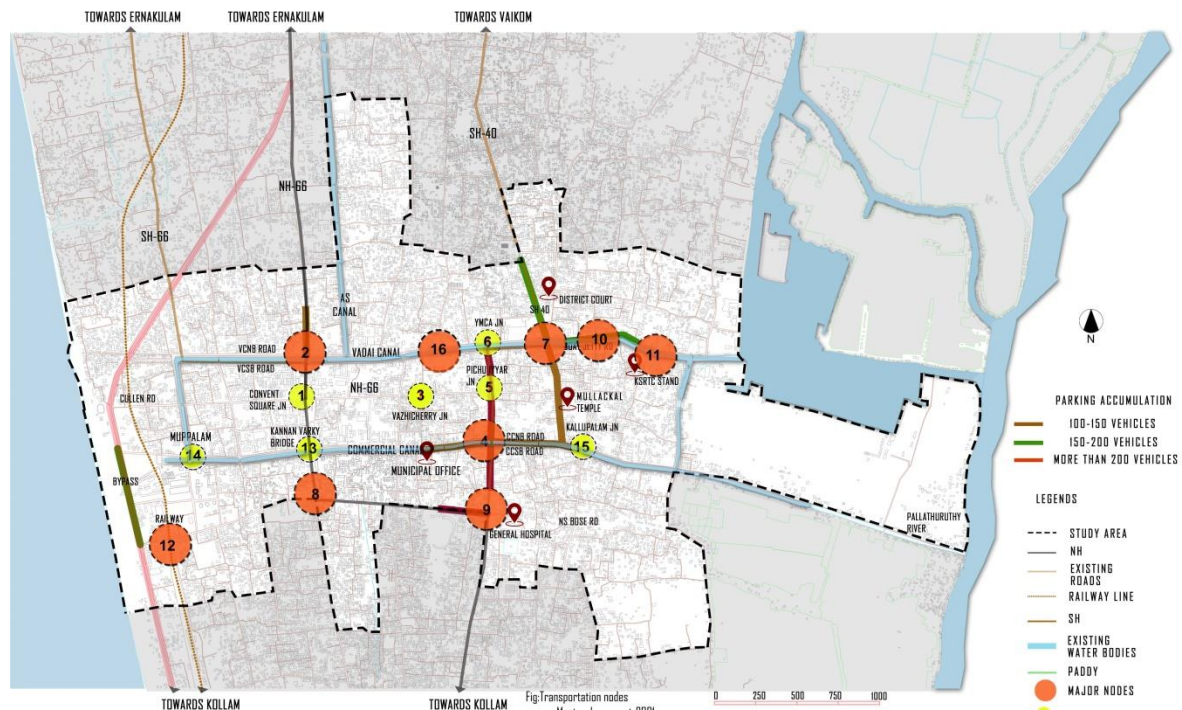 TOWARDS ERNAKULAM
TOWARDS ERNAKULAM
TOWARDS VAIKOM
SH-40
NH-66
SH-66
N
AS
CANAL
DISTRICT COURT
SH-40
YMCA JN
6
7
10
11
2
16
VCNB ROAD
VADAI CANAL
VCSB ROAD
KSRTC STAND
PICHU IYAR
JN
5
NH-66
CONVENT
SQUARE JN
1
3
VAZHICHERRY JN
MULLACKAL
TEMPLE
CULLEN RD
KALLUPALAM JN
MUPPALAM
14
KANNAN VARKY
BRIDGE
13
COMMERCIAL CANAL
4
CCNB ROAD
CCSB ROAD
15
MUNICIPAL OFFICE
BYPASS
8
9
NS BOSE RD
GENERAL HOSPITAL
RAILWAY
12
PALLATHURUTHY
RIVER
PARKING ACCUMULATION
100-150 VEHICLES
150-200 VEHICLES
MORE THAN 200 VEHICLES
LEGENDS
STUDY AREA
NH
EXISTING
ROADS
RAILWAY LINE
SH
EXISTING
WATER BODIES
PADDY
MAJOR NODES
TOWARDS KOLLAM
TOWARDS KOLLAM
Fig:Transportation nodes
0 250 500 750 1000